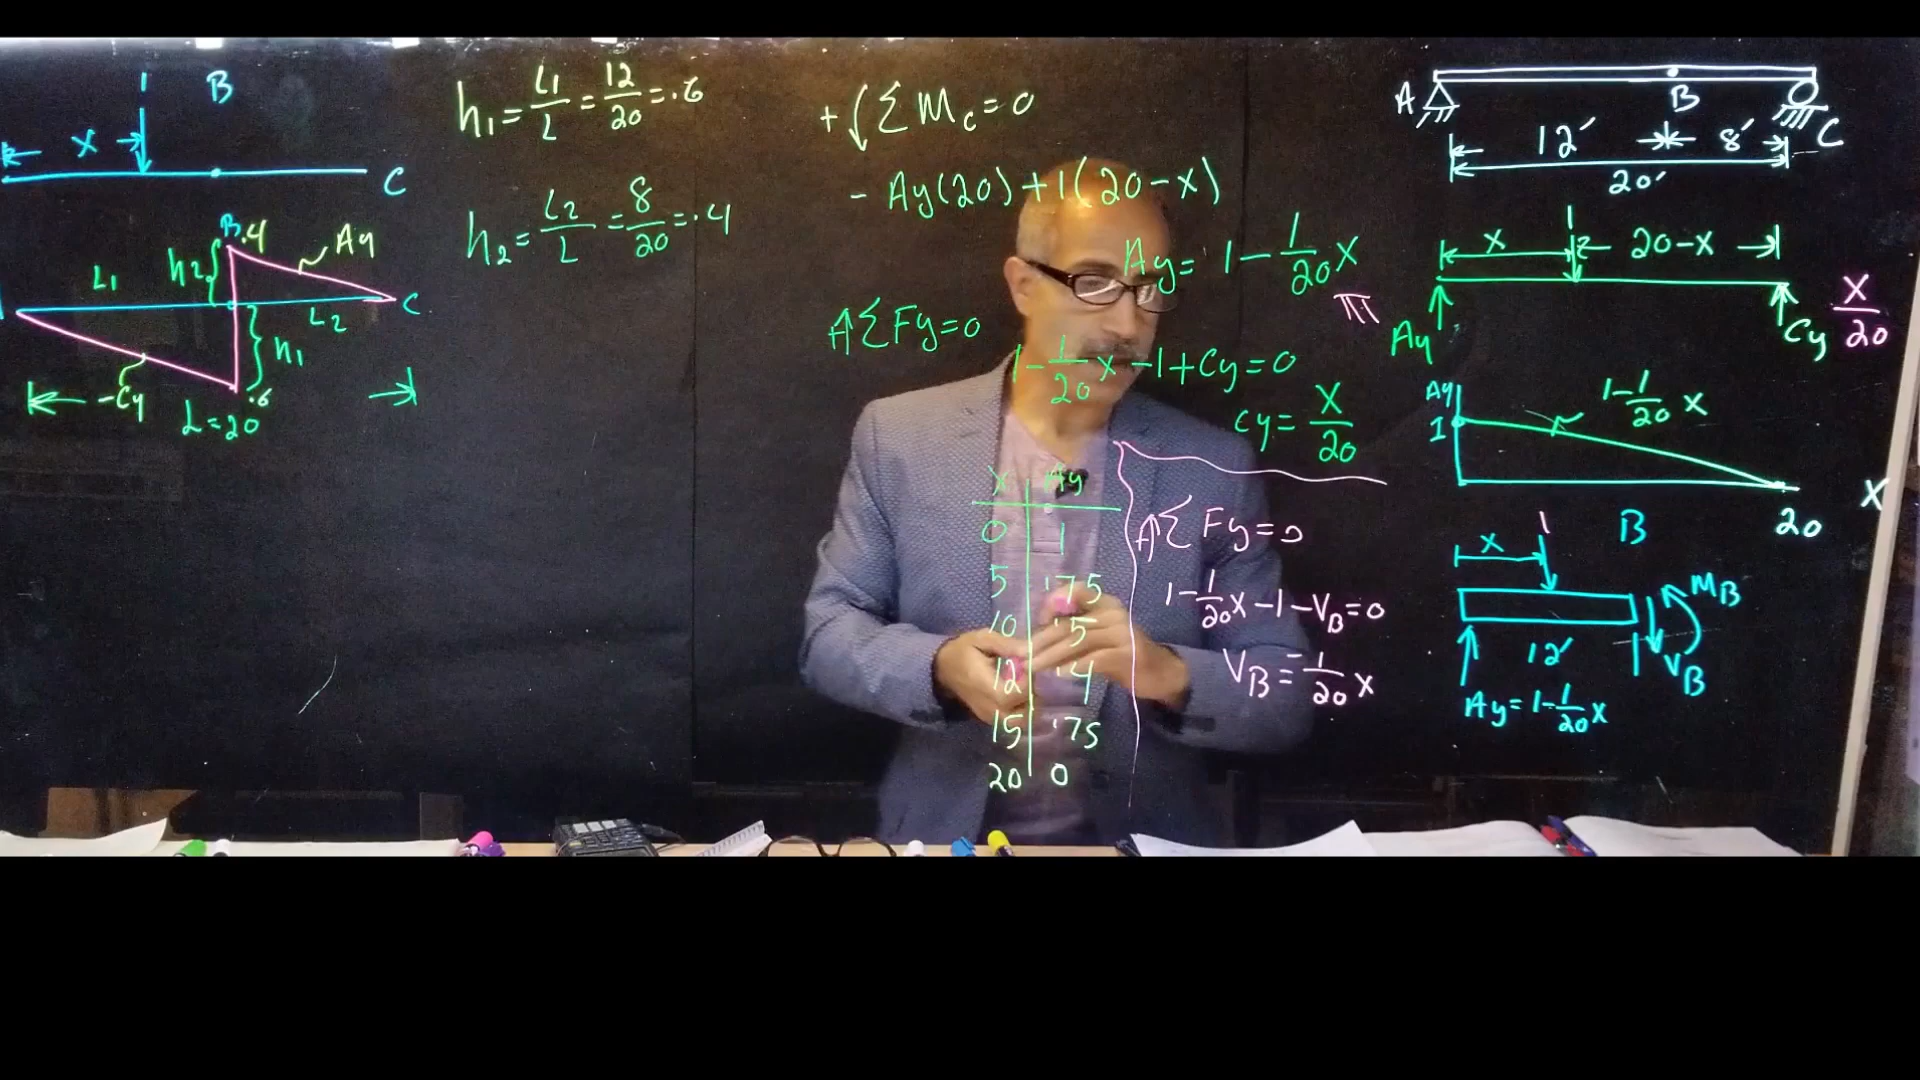 1 B
X
C
B .4
Ay
h2
L1
L2
C
h1
-Cy
.6
L=20
h1 = L1/L = 12/20 = .6
h2 = L2/L = 8/20 = .4
+ Σ Mc = 0
- Ay(20) + 1(20-x)
Ay = 1 - 1/20 x
↑Σ Fy = 0
1 - 1/20 x - 1 + Cy = 0
Cy = X/20
X | Ay
0 | 1
5 | .75
10 | .5
12 | .4
15 | .75
20 | 0
↑Σ Fy = 0
1 - 1/20 x - 1 - VB = 0
VB = -1/20 x
A B C
12' 8'
20'
1
x 20-x
Ay Cy X/20
Ay
1
1 - 1/20 x
X
20
1 B
x
MB
12'
VB
Ay = 1 - 1/20 x